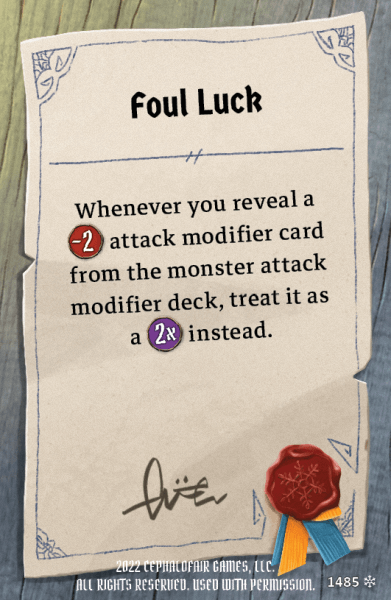 Foul Luck
Whenever you reveal a
-2 attack modifier card
from the monster attack
modifier deck, treat it as
a 2x instead.
2022 CEPHALOFAIR GAMES, LLC.
ALL RIGHTS RESERVED. USED WITH PERMISSION.
1485